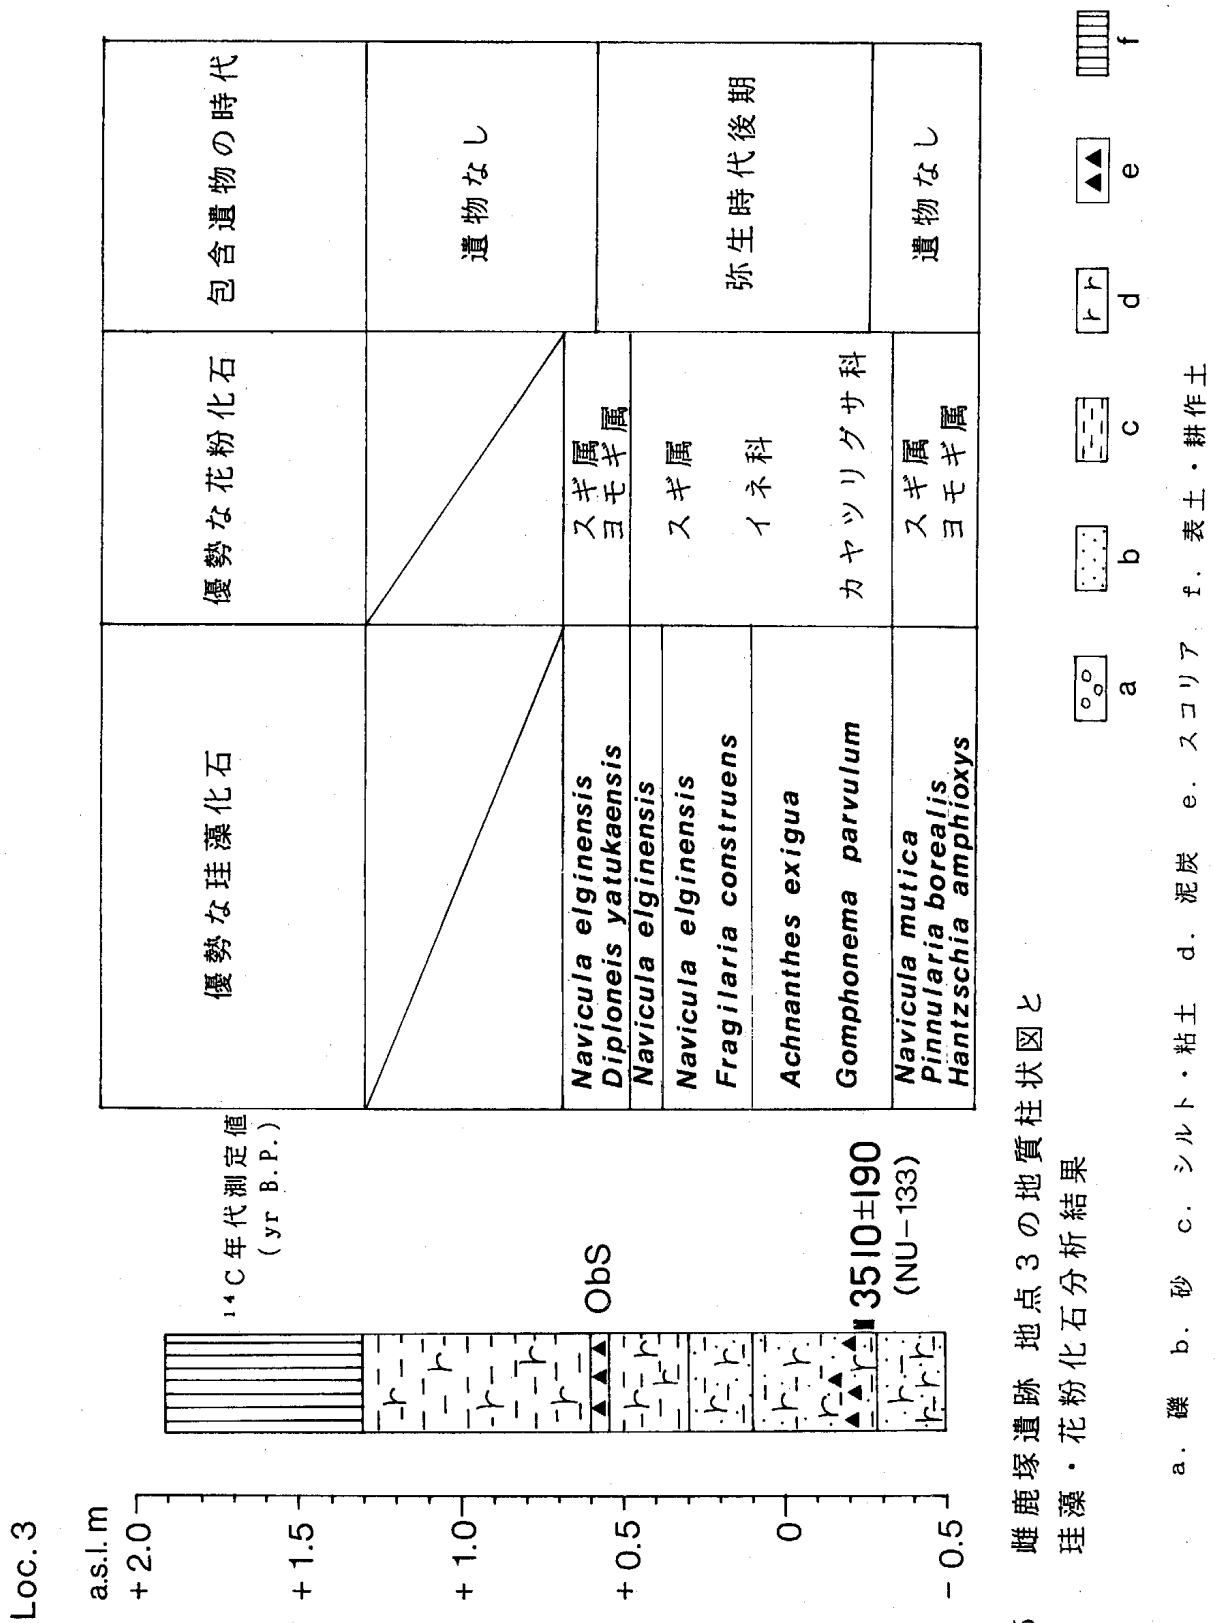 Loc.3
a.s.l.m
+2.0
+1.5
+1.0
+0.5
0
-0.5
¹⁴C年代測定値
(yr B.P.)
ObS
3510±190
(NU-133)
優勢な珪藻化石
Navicula elginensis
Diploneis yatukaensis
Navicula elginensis
Navicula elginensis
Fragilaria construens
Achnanthes exigua
Gomphonema parvulum
Navicula mutica
Pinnularia borealis
Hantzschia amphioxys
優勢な花粉化石
スギ属
ヨモギ属
スギ属
イネ科
カヤツリグサ科
スギ属
ヨモギ属
包含遺物の時代
遺物なし
弥生時代後期
遺物なし
雌鹿塚遺跡 地点3の地質柱状図と
珪藻・花粉化石分析結果
a
b
c
d
e
f
a. 礫 b. 砂 c. シルト・粘土 d. 泥炭 e. スコリア f. 表土・耕作土